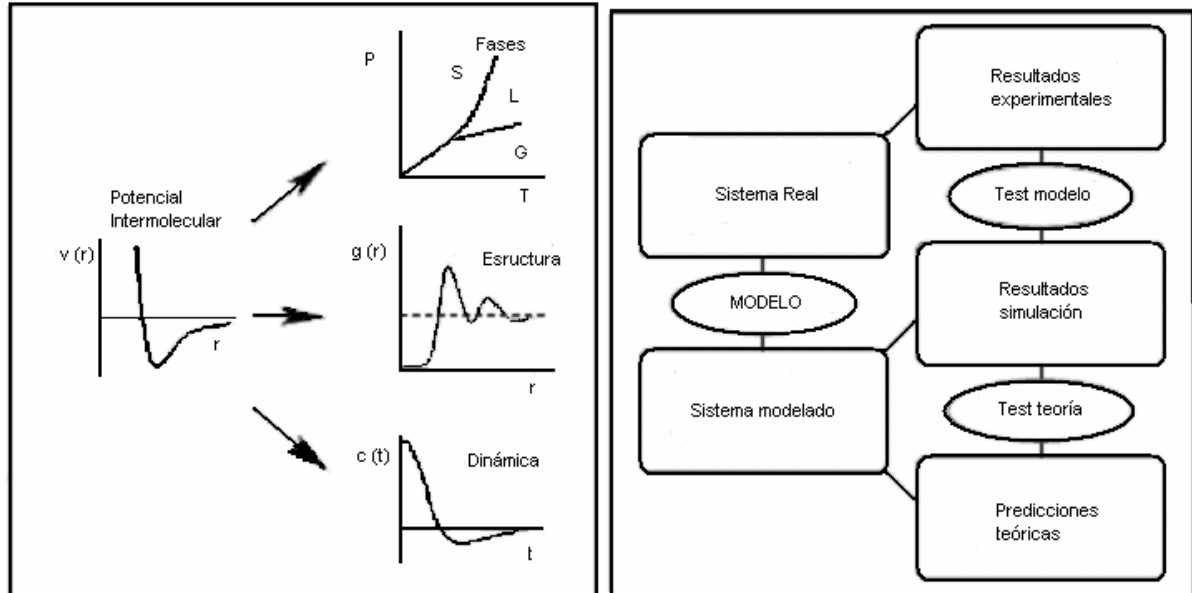 Fases
P
S
L
G
T
Potencial
Intermolecular
v (r)
r
g (r)
Esructura
r
c (t)
Dinámica
t
Resultados
experimentales
Sistema Real
Test modelo
MODELO
Resultados
simulación
Sistema modelado
Test teoría
Predicciones
teóricas